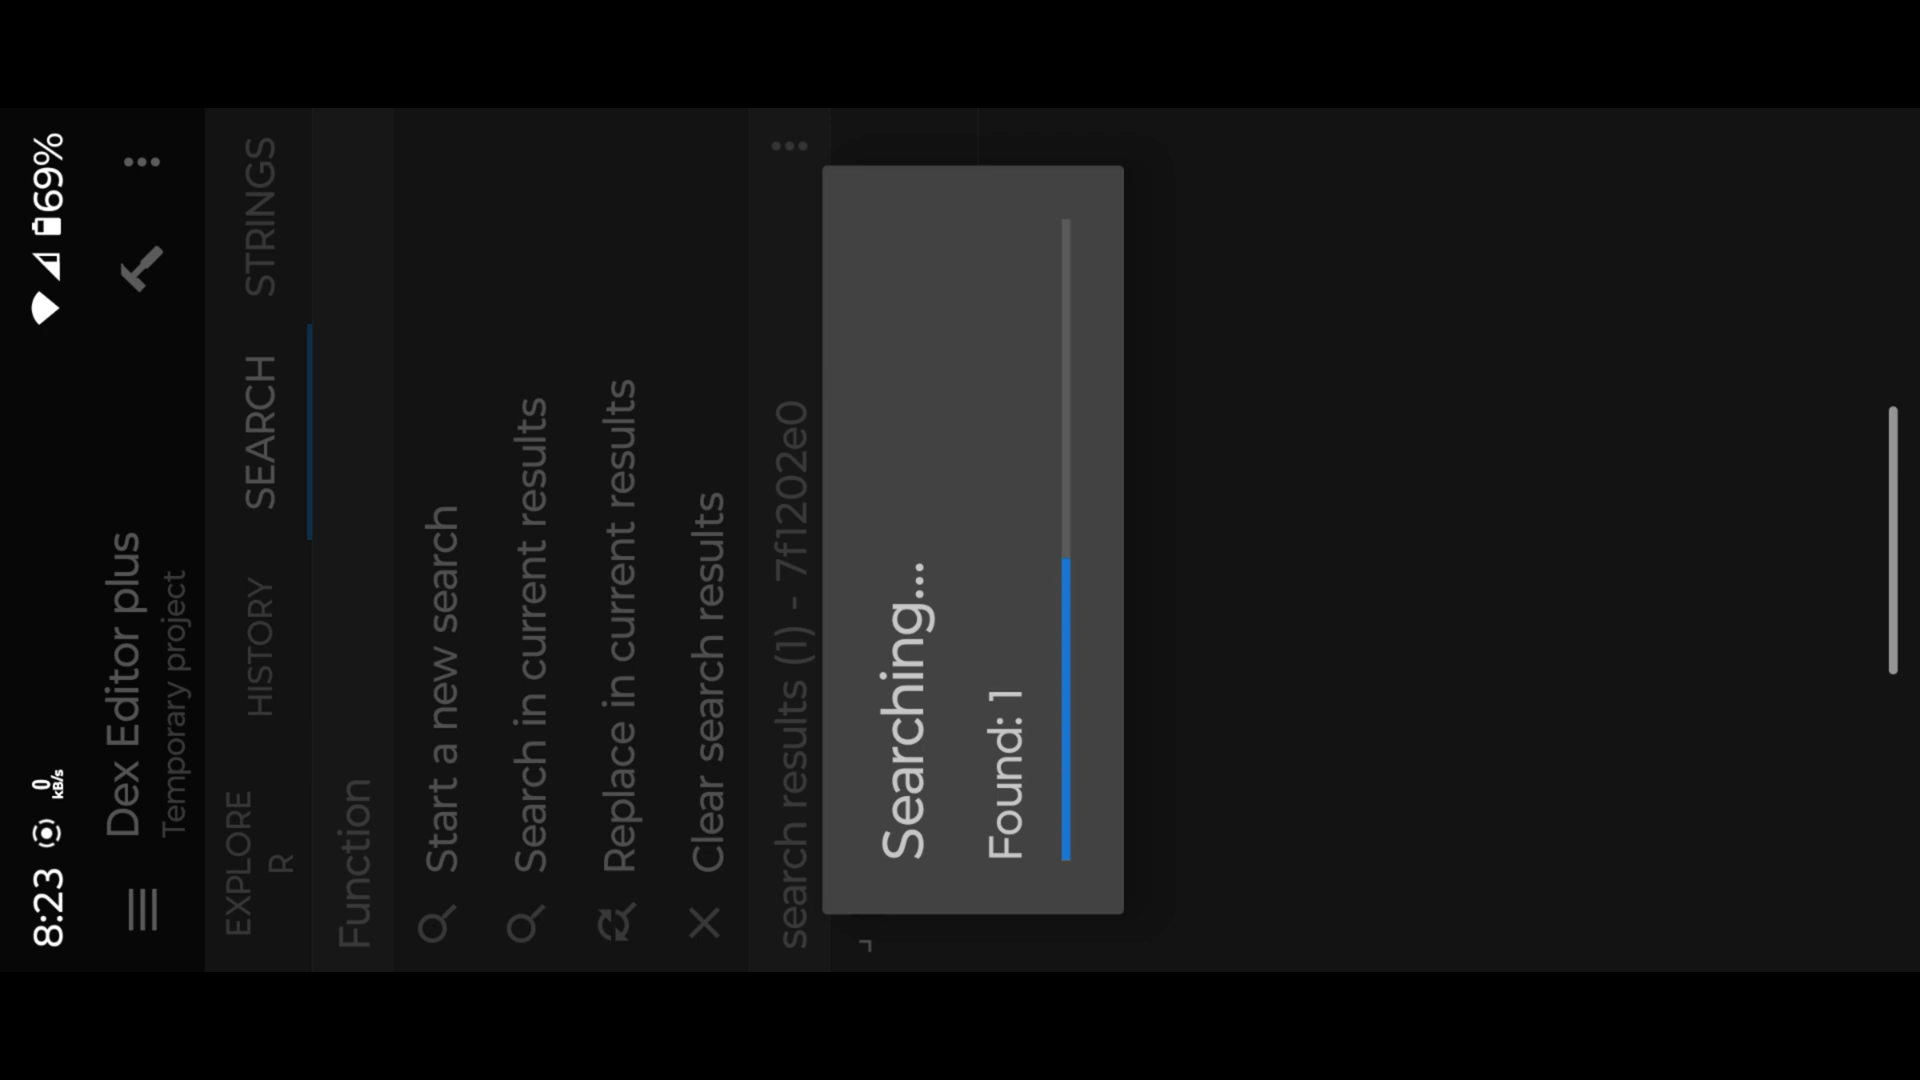 8:23 0 kB/s 69%
Dex Editor plus
Temporary project
EXPLORE
R
HISTORY
SEARCH
STRINGS
Function
Start a new search
Search in current results
Replace in current results
Clear search results
search results (1) - 7f1202e0
Searching...
Found: 1